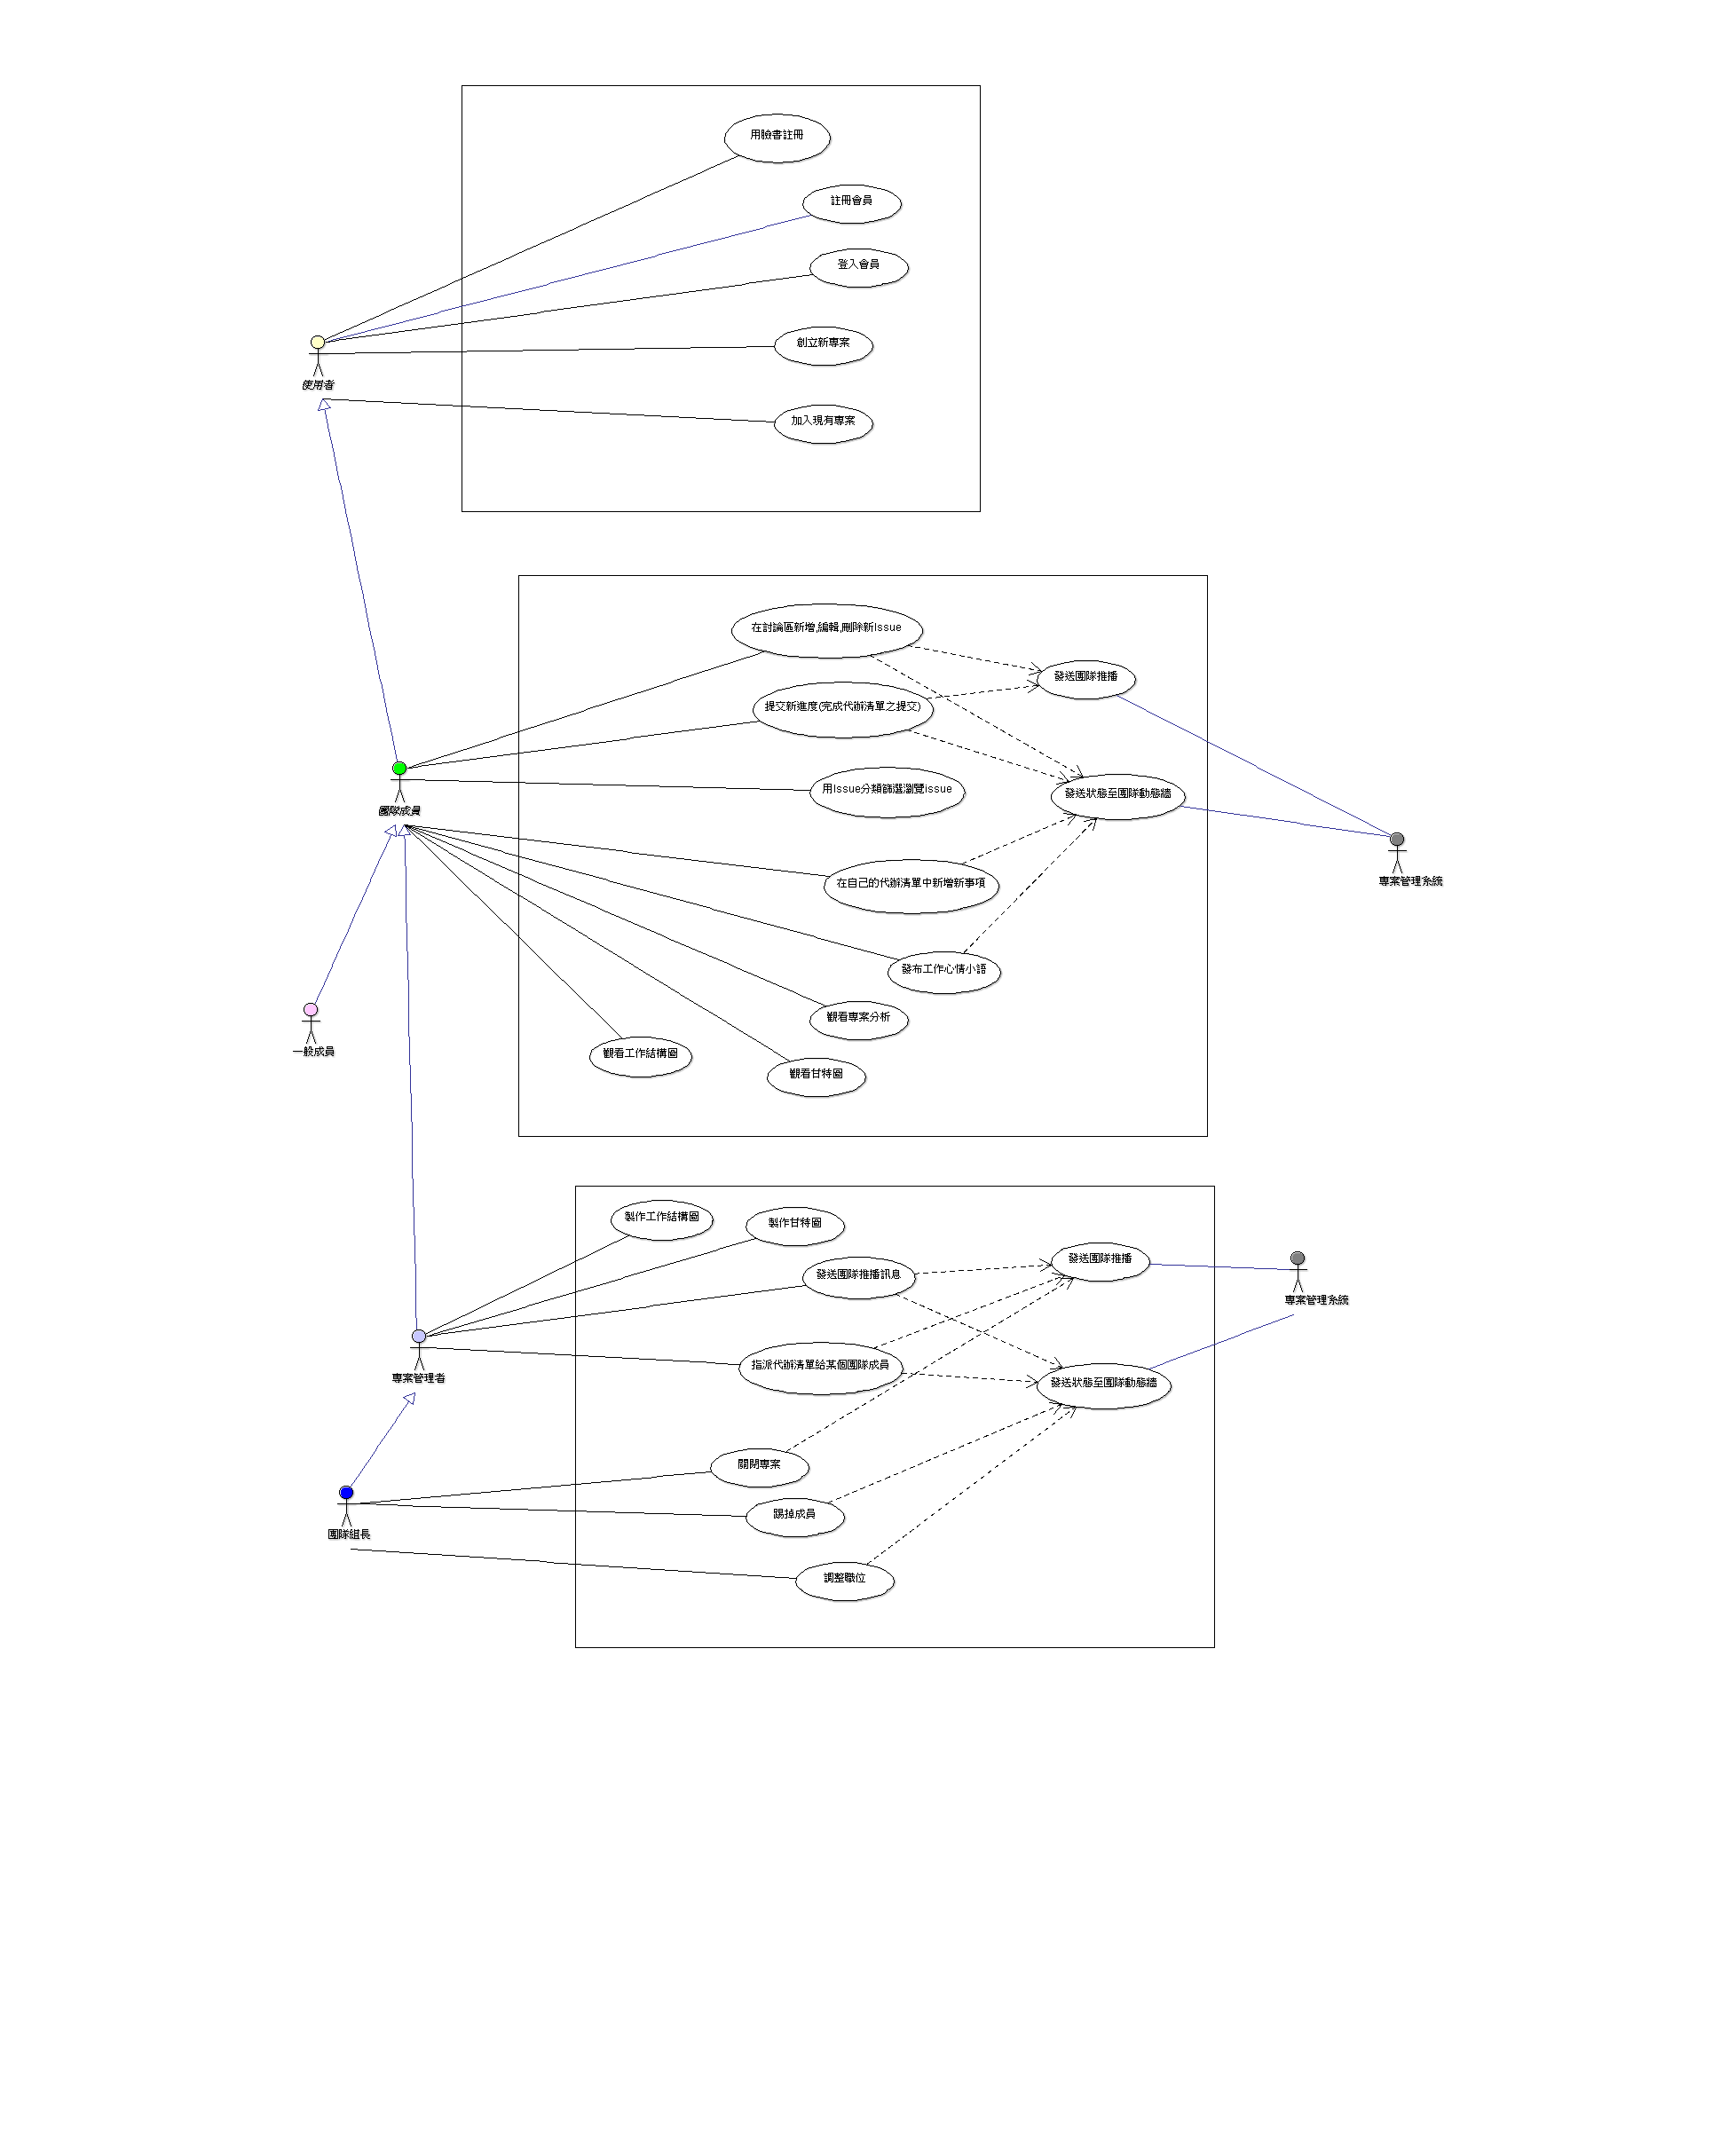 用臉書註冊
註冊會員
登入會員
創立新專案
使用者
加入現有專案
在討論區新增,編輯,刪除新Issue
發送團隊推播
提交新進度(完成代辦清單之提交)
用Issue分類篩選瀏覽issue
發送狀態至團隊動態牆
團隊成員
專案管理系統
在自己的代辦清單中新增新事項
發布工作心情小語
觀看專案分析
一般成員
觀看工作結構圖
觀看甘特圖
製作工作結構圖
製作甘特圖
發送團隊推播
發送團隊推播訊息
專案管理系統
指派代辦清單給某個團隊成員
專案管理者
發送狀態至團隊動態牆
關閉專案
踢掉成員
團隊組長
調整職位